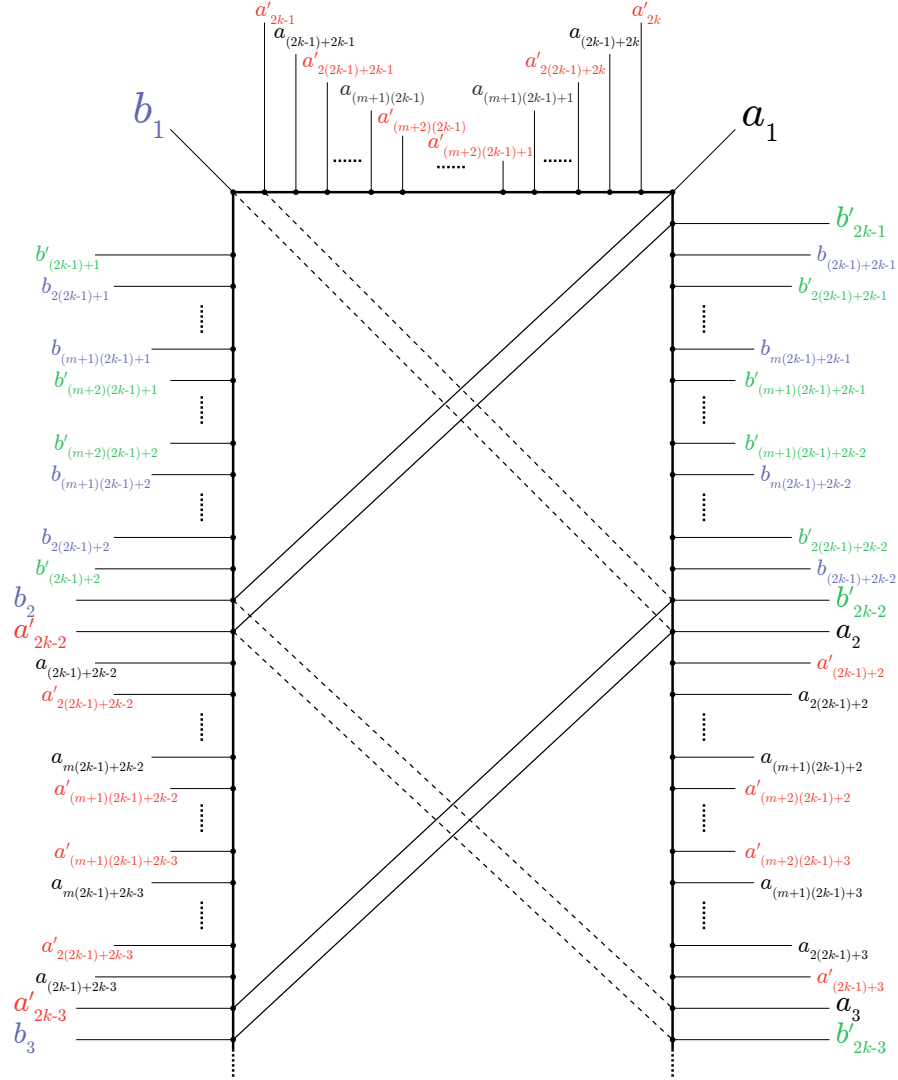 a'_{2k-1}
a'_{2k}
a_{(2k-1)+2k-1}
a_{(2k-1)+2k}
a'_{2(2k-1)+2k-1}
a'_{2(2k-1)+2k}
a_{(m+1)(2k-1)}
a_{(m+1)(2k-1)+1}
b_1
a_1
a'_{(m+2)(2k-1)}
a'_{(m+2)(2k-1)+1}
b'_{2k-1}
b'_{(2k-1)+1}
b_{(2k-1)+2k-1}
b_{2(2k-1)+1}
b'_{2(2k-1)+2k-1}
b_{(m+1)(2k-1)+1}
b_{m(2k-1)+2k-1}
b'_{(m+2)(2k-1)+1}
b'_{(m+1)(2k-1)+2k-1}
b'_{(m+2)(2k-1)+2}
b'_{(m+1)(2k-1)+2k-2}
b_{(m+1)(2k-1)+2}
b_{m(2k-1)+2k-2}
b_{2(2k-1)+2}
b'_{2(2k-1)+2k-2}
b'_{(2k-1)+2}
b_{(2k-1)+2k-2}
b_2
b'_{2k-2}
a'_{2k-2}
a_2
a_{(2k-1)+2k-2}
a'_{(2k-1)+2}
a'_{2(2k-1)+2k-2}
a_{2(2k-1)+2}
a_{m(2k-1)+2k-2}
a_{(m+1)(2k-1)+2}
a'_{(m+1)(2k-1)+2k-2}
a'_{(m+2)(2k-1)+2}
a'_{(m+1)(2k-1)+2k-3}
a'_{(m+2)(2k-1)+3}
a_{m(2k-1)+2k-3}
a_{(m+1)(2k-1)+3}
a'_{2(2k-1)+2k-3}
a_{2(2k-1)+3}
a_{(2k-1)+2k-3}
a'_{(2k-1)+3}
a'_{2k-3}
a_3
b_3
b'_{2k-3}